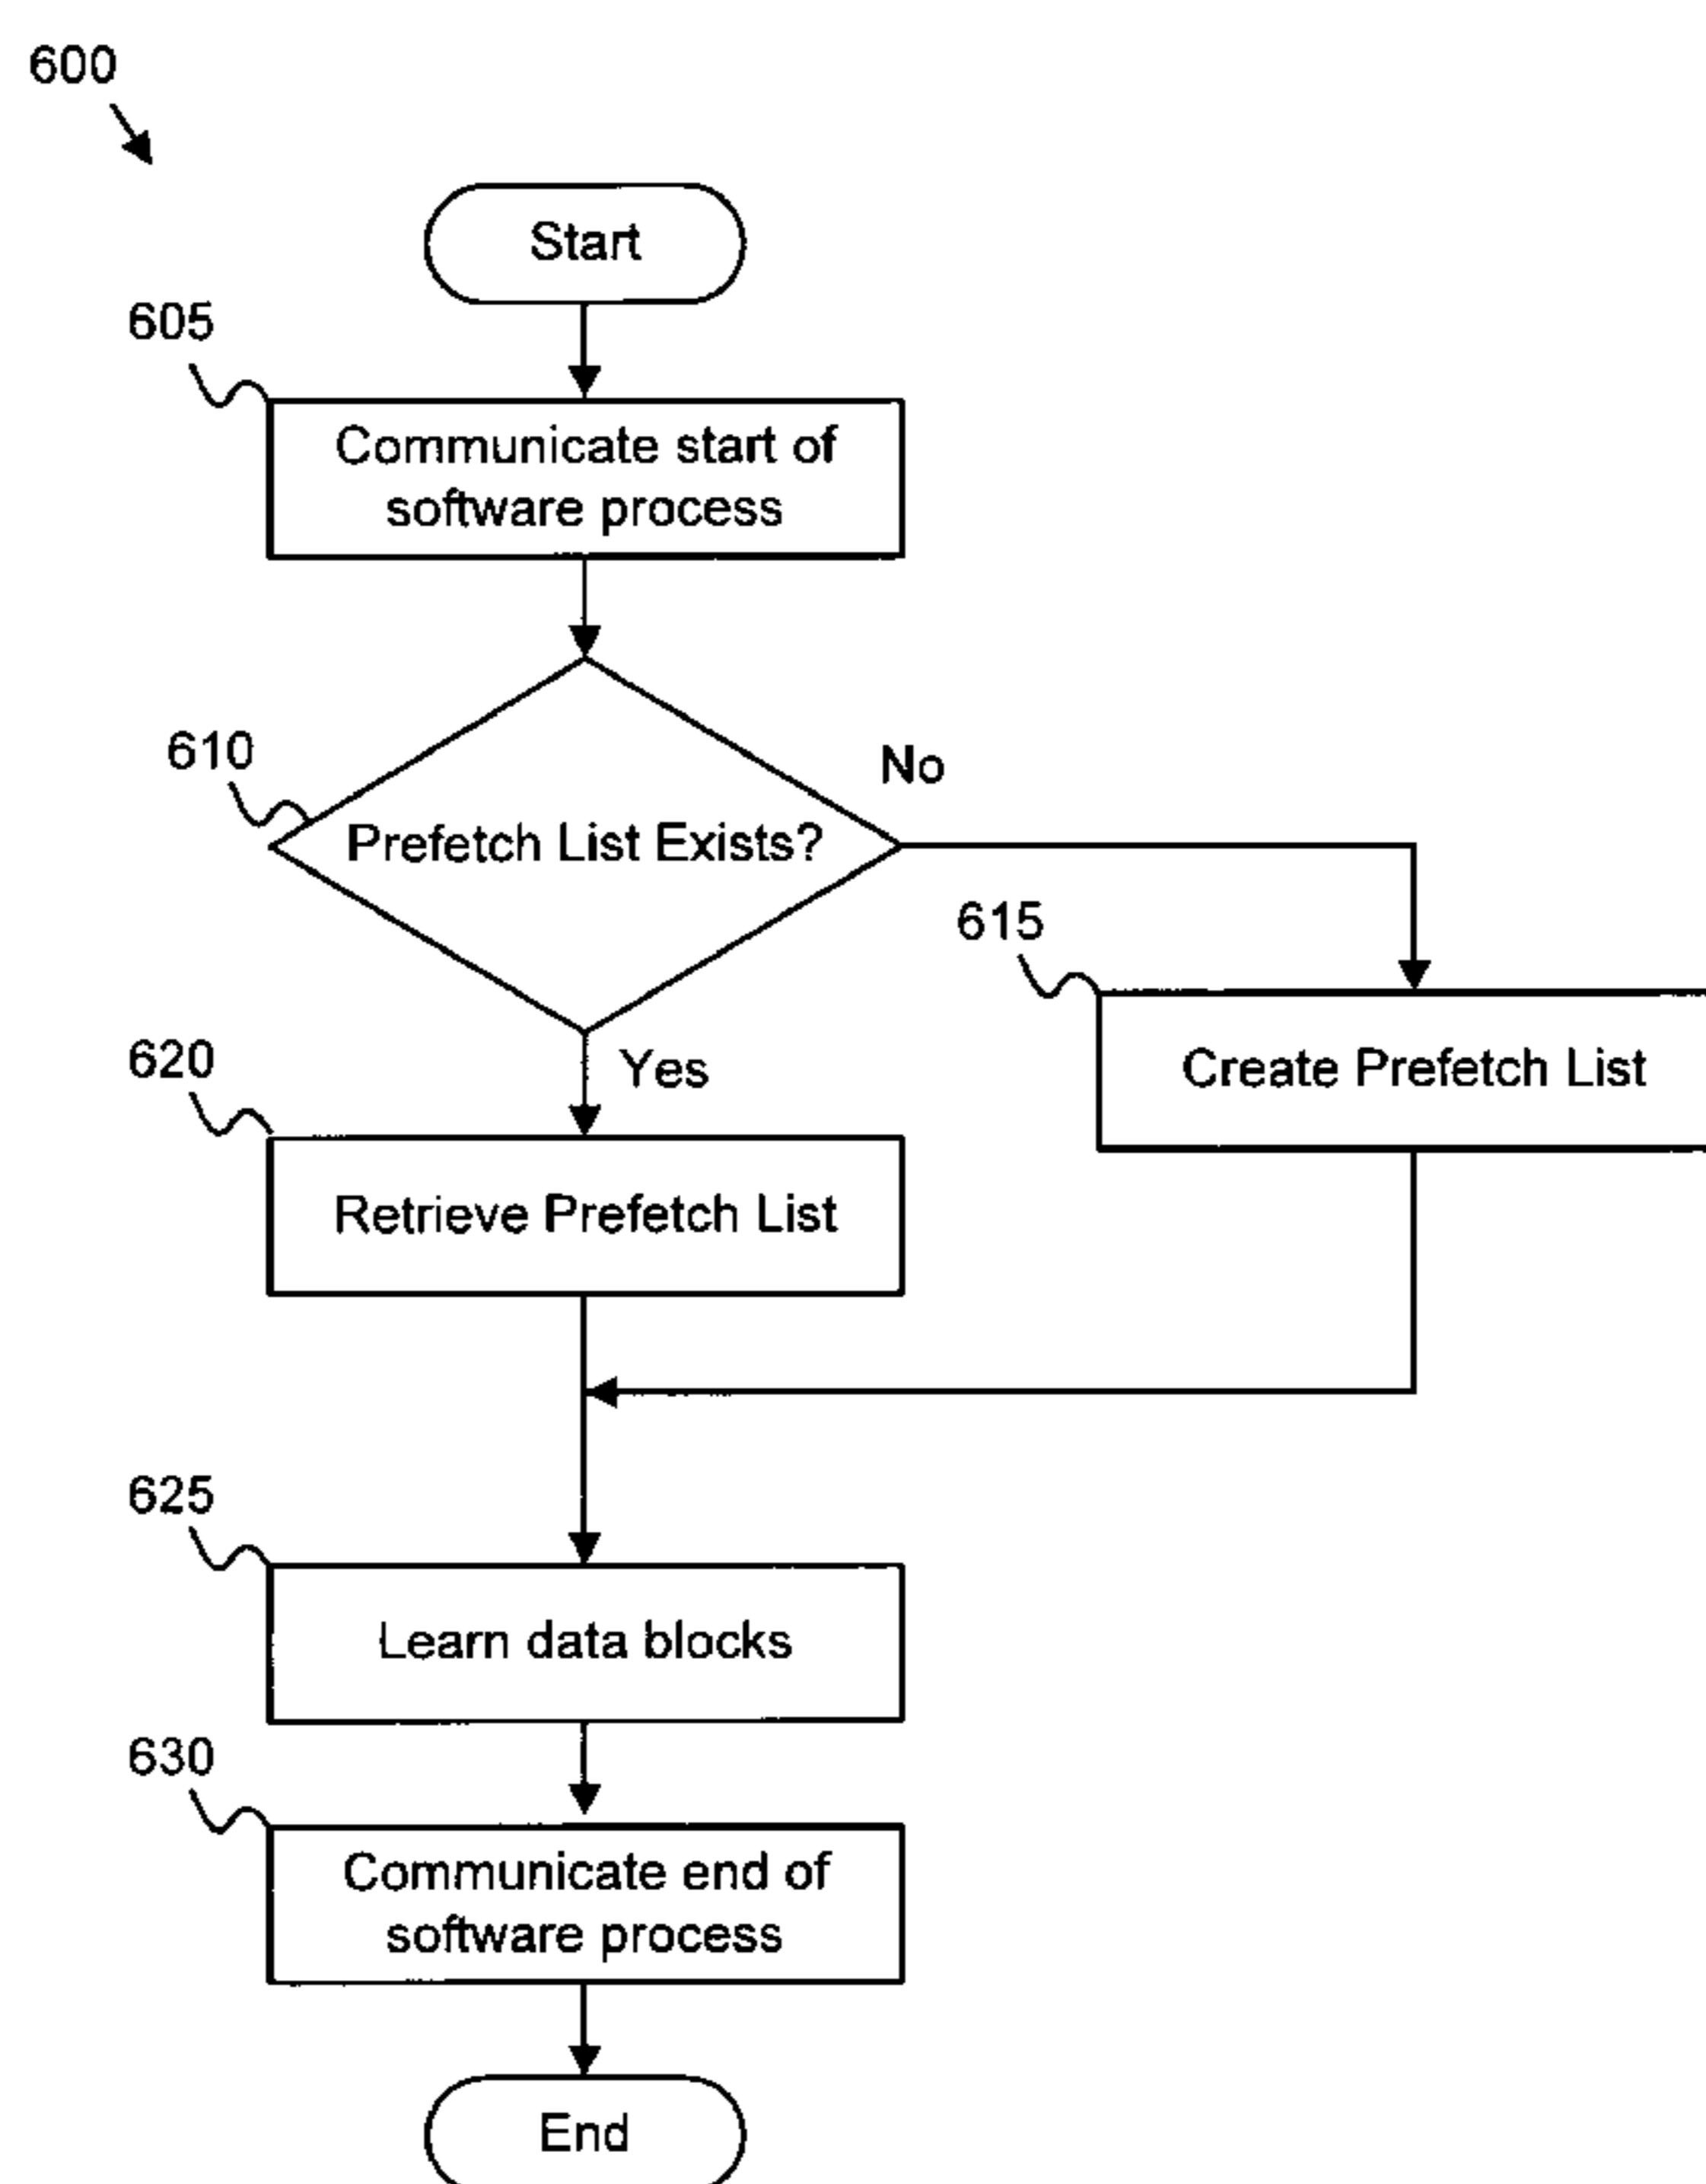 600
Start
605
Communicate start of
software process
610
No
Prefetch List Exists?
615
620
Yes
Create Prefetch List
Retrieve Prefetch List
625
Learn data blocks
630
Communicate end of
software process
End